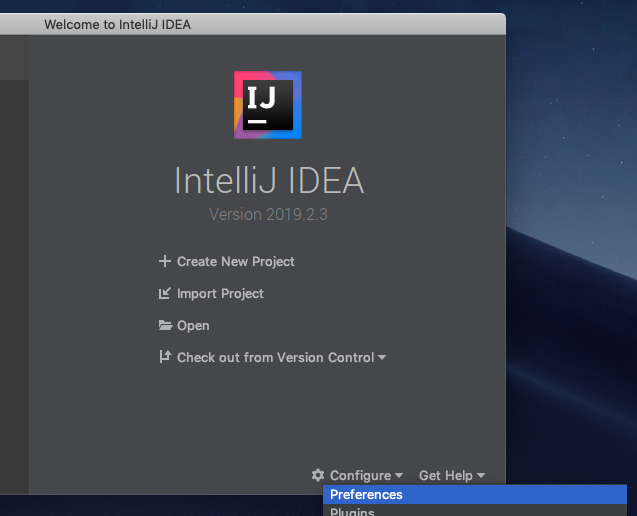 Welcome to IntelliJ IDEA
IJ
IntelliJ IDEA
Version 2019.2.3
Create New Project
Import Project
Open
Check out from Version Control
Configure Get Help
Preferences
Plugins